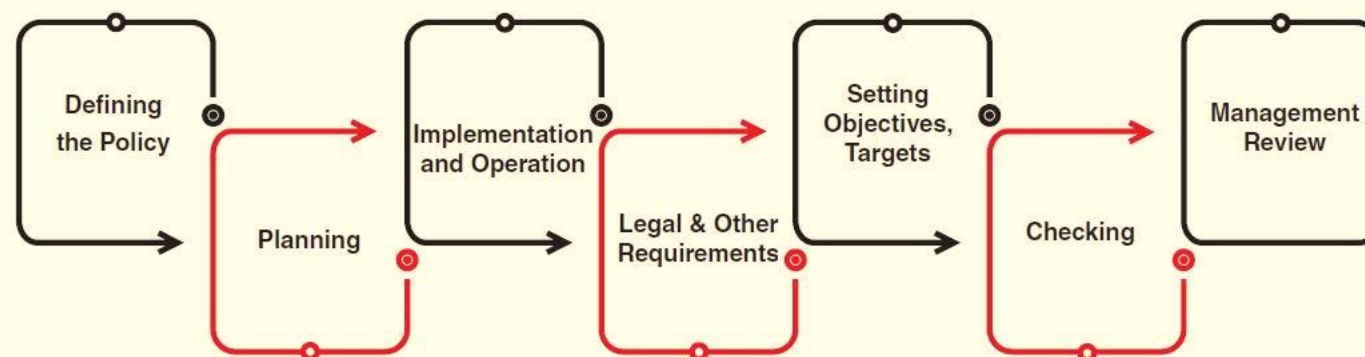 Defining
the Policy
Planning
Implementation
and Operation
Legal & Other
Requirements
Setting
Objectives,
Targets
Checking
Management
Review